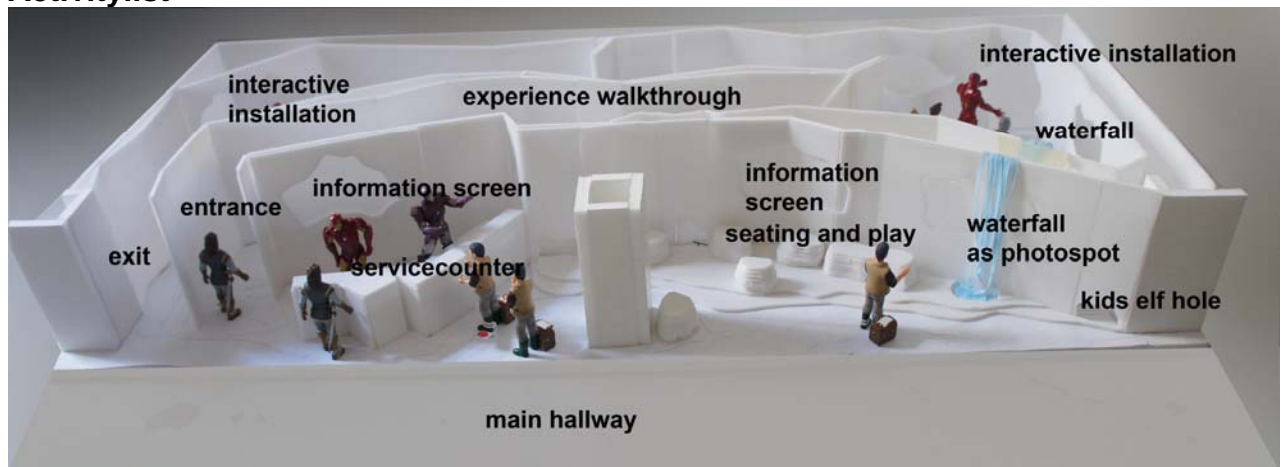 Activitylist
interactive installation
interactive
installation
experience walkthrough
waterfall
information
screen
information screen
entrance
waterfall
as photospot
seating and play
exit
servicecounter
kids elf hole
main hallway